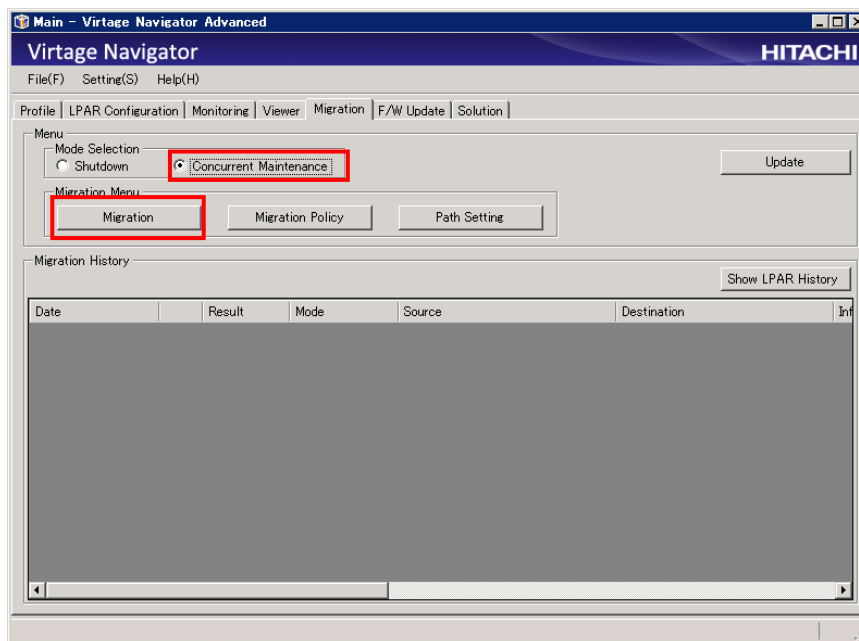 Main - Virtage Navigator Advanced
Virtage Navigator
HITACHI
File(F) Setting(S) Help(H)
Profile LPAR Configuration Monitoring Viewer Migration F/W Update Solution
Menu
Mode Selection
Shutdown Concurrent Maintenance Update
Migration Menu
Migration Migration Policy Path Setting
Migration History
Show LPAR History
Date Result Mode Source Destination Inf